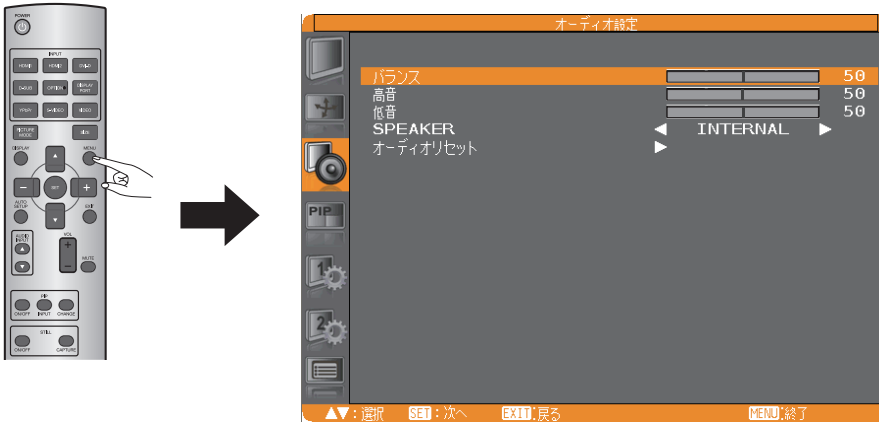 POWER
INPUT
HDMI1 HDMI2 DVI-D
D-SUB OPTION DISPLAY PORT
YPbPr S-VIDEO VIDEO
PICTURE MODE SIZE
DISPLAY MENU
SET
AUTO SETUP EXIT
AUDIO INPUT VOL
MUTE
PIP
ON/OFF INPUT CHANGE
STILL
ON/OFF CAPTURE
オーディオ設定
バランス 50
高音 50
低音 50
SPEAKER ◀ INTERNAL ▶
オーディオリセット ▶
PIP
1
2
▲▼:選択 SET:次へ EXIT:戻る MENU:終了